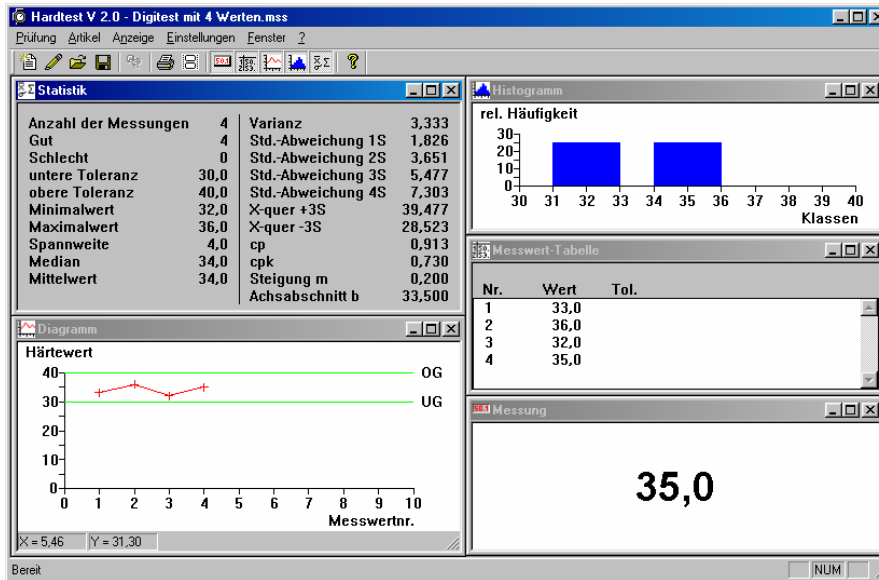 Hardtest V 2.0 - Digitest mit 4 Werten.mss
Prüfung Artikel Anzeige Einstellungen Fenster ?
Statistik
Anzahl der Messungen 4 Varianz 3,333
Gut 4 Std.-Abweichung 1S 1,826
Schlecht 0 Std.-Abweichung 2S 3,651
untere Toleranz 30,0 Std.-Abweichung 3S 5,477
obere Toleranz 40,0 Std.-Abweichung 4S 7,303
Minimalwert 32,0 X-quer +3S 39,477
Maximalwert 36,0 X-quer -3S 28,523
Spannweite 4,0 cp 0,913
Median 34,0 cpk 0,730
Mittelwert 34,0 Steigung m 0,200
Achsabschnitt b 33,500
Histogramm
rel. Häufigkeit
30
20
10
0
30 31 32 33 34 35 36 37 38 39 40
Klassen
Messwert-Tabelle
Nr. Wert Tol.
1 33,0
2 36,0
3 32,0
4 35,0
Diagramm
Härtewert
40 OG
30 UG
20
10
0
0 1 2 3 4 5 6 7 8 9 10
Messwertnr.
X = 5,46 Y = 31,30
50.1 Messung
35,0
Bereit NUM